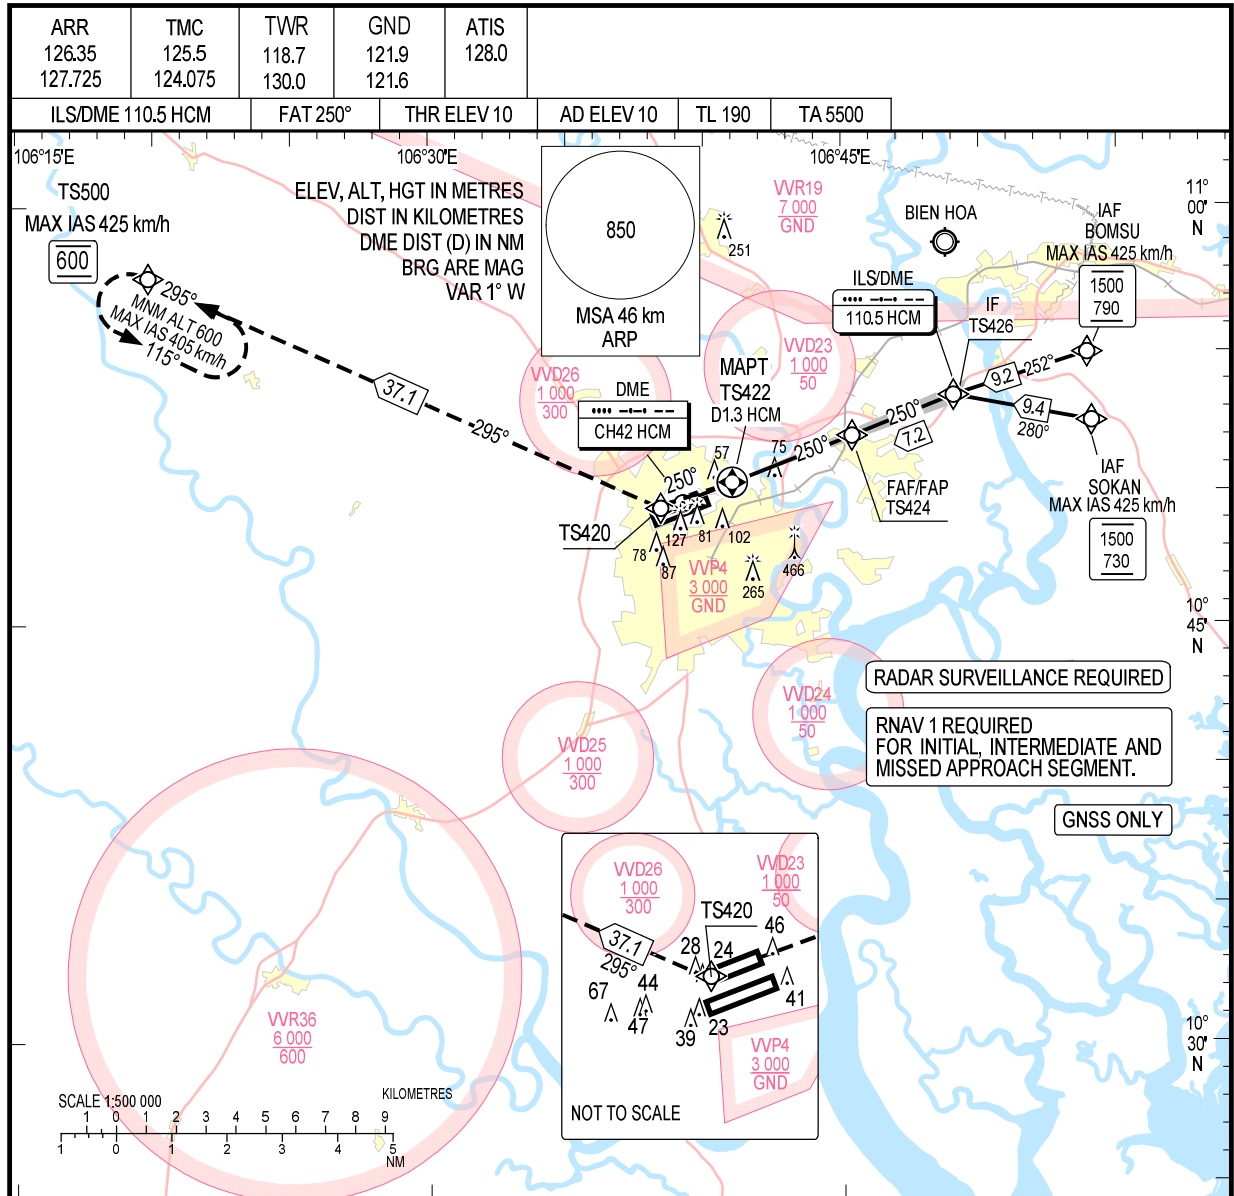 ARR
126.35
127.725
TMC
125.5
124.075
TWR
118.7
130.0
GND
121.9
121.6
ATIS
128.0
ILS/DME 110.5 HCM
FAT 250°
THR ELEV 10
AD ELEV 10
TL 190
TA 5500
106°15'E
106°30'E
106°45'E
TS500
MAX IAS 425 km/h
600
295°
MNM ALT 600
MAX IAS 405 km/h
115°
ELEV, ALT, HGT IN METRES
DIST IN KILOMETRES
DME DIST (D) IN NM
BRG ARE MAG
VAR 1° W
850
MSA 46 km
ARP
VVR19
7 000
GND
251
BIEN HOA
11°
00'
N
IAF
BOMSU
MAX IAS 425 km/h
1500
790
ILS/DME
110.5 HCM
IF
TS426
VVD23
1 000
50
VVD26
1 000
300
MAPT
TS422
D1.3 HCM
DME
CH42 HCM
37.1
295°
9.2
252°
9.4
280°
250°
7.2
250°
250°
57
75
FAF/FAP
TS424
IAF
SOKAN
MAX IAS 425 km/h
1500
730
TS420
78
87
127
81
102
265
466
VVP4
3 000
GND
10°
45'
N
RADAR SURVEILLANCE REQUIRED
RNAV 1 REQUIRED
FOR INITIAL, INTERMEDIATE AND
MISSED APPROACH SEGMENT.
GNSS ONLY
VVD24
1 000
50
VVD25
1 000
300
VVR36
6 000
600
VVD26
1 000
300
VVD23
1 000
50
TS420
37.1
295°
28
24
46
67
44
47
39
23
41
VVP4
3 000
GND
NOT TO SCALE
10°
30'
N
SCALE 1:500 000
KILOMETRES
1 0 1 2 3 4 5 6 7 8 9
1 0 1 2 3 4 5
NM